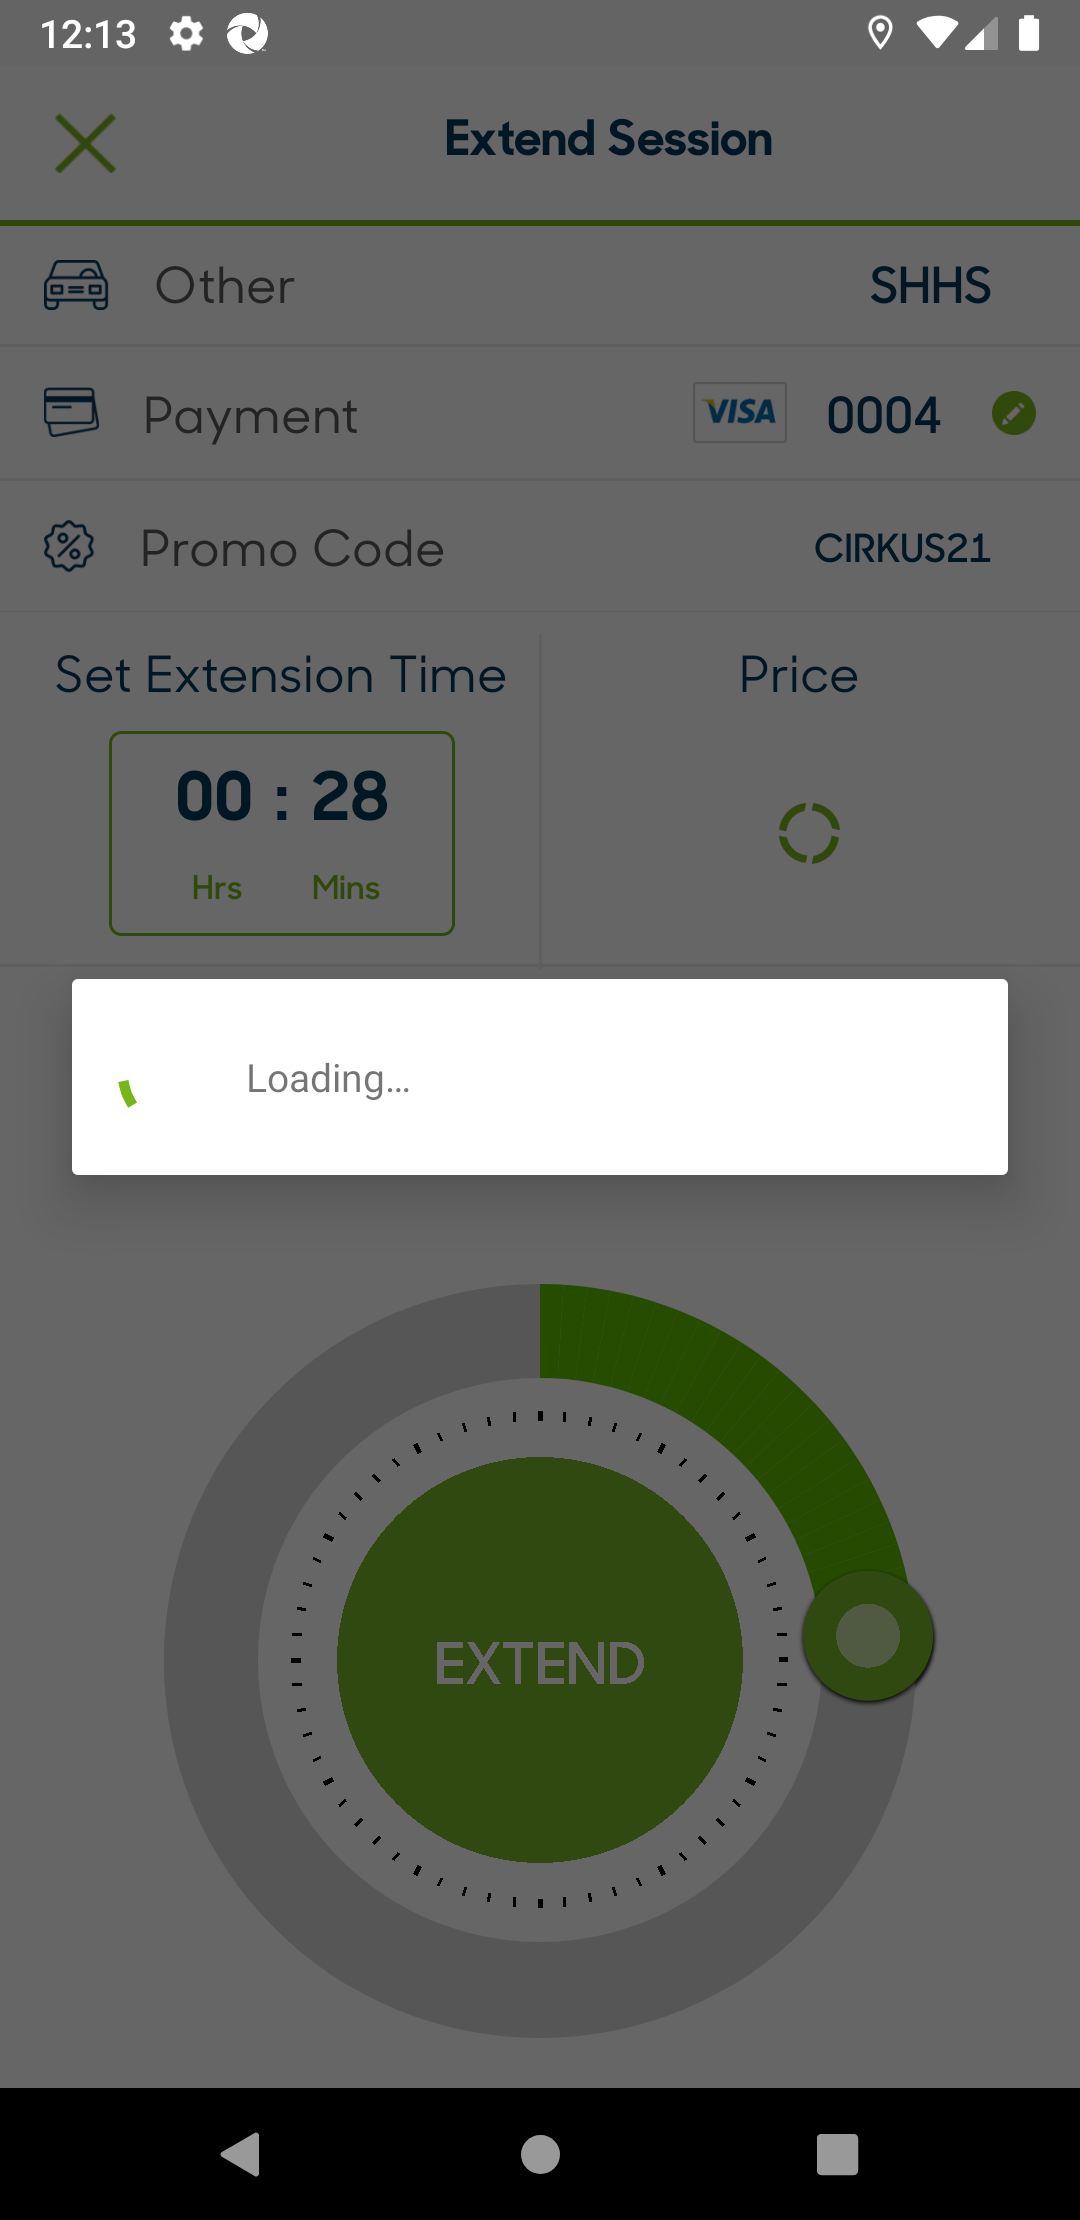 12:13
Extend Session
Other SHHS
Payment VISA 0004
Promo Code CIRKUS21
Set Extension Time Price
00 : 28
Hrs Mins
Loading...
EXTEND